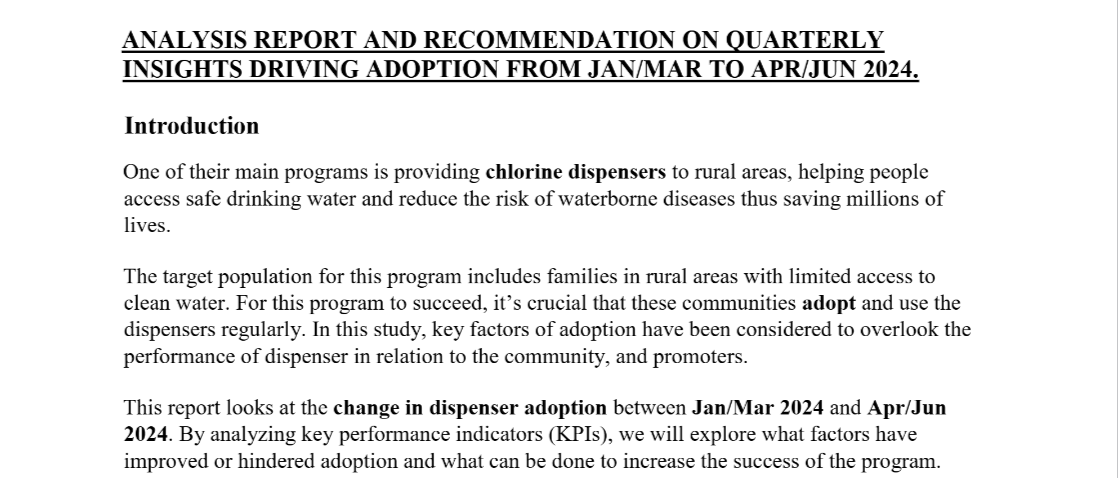 ANALYSIS REPORT AND RECOMMENDATION ON QUARTERLY
INSIGHTS DRIVING ADOPTION FROM JAN/MAR TO APR/JUN 2024.
Introduction
One of their main programs is providing chlorine dispensers to rural areas, helping people
access safe drinking water and reduce the risk of waterborne diseases thus saving millions of
lives.
The target population for this program includes families in rural areas with limited access to
clean water. For this program to succeed, it’s crucial that these communities adopt and use the
dispensers regularly. In this study, key factors of adoption have been considered to overlook the
performance of dispenser in relation to the community, and promoters.
This report looks at the change in dispenser adoption between Jan/Mar 2024 and Apr/Jun
2024. By analyzing key performance indicators (KPIs), we will explore what factors have
improved or hindered adoption and what can be done to increase the success of the program.